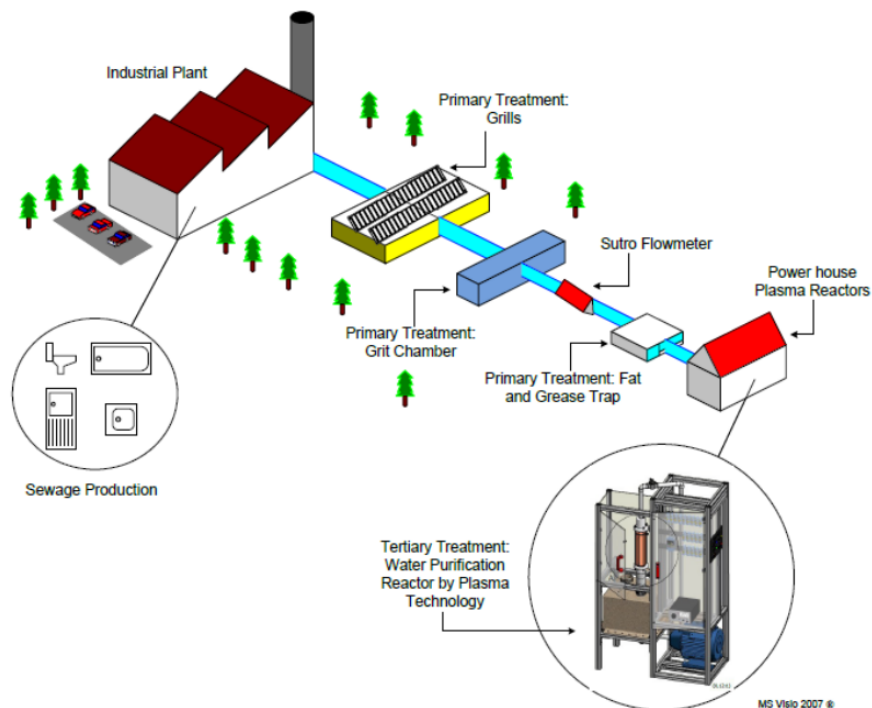 Industrial Plant
Primary Treatment:
Grills
Sutro Flowmeter
Power house
Plasma Reactors
Primary Treatment:
Grit Chamber
Primary Treatment: Fat
and Grease Trap
Sewage Production
Tertiary Treatment:
Water Purification
Reactor by Plasma
Technology
MS Visio 2007 ®